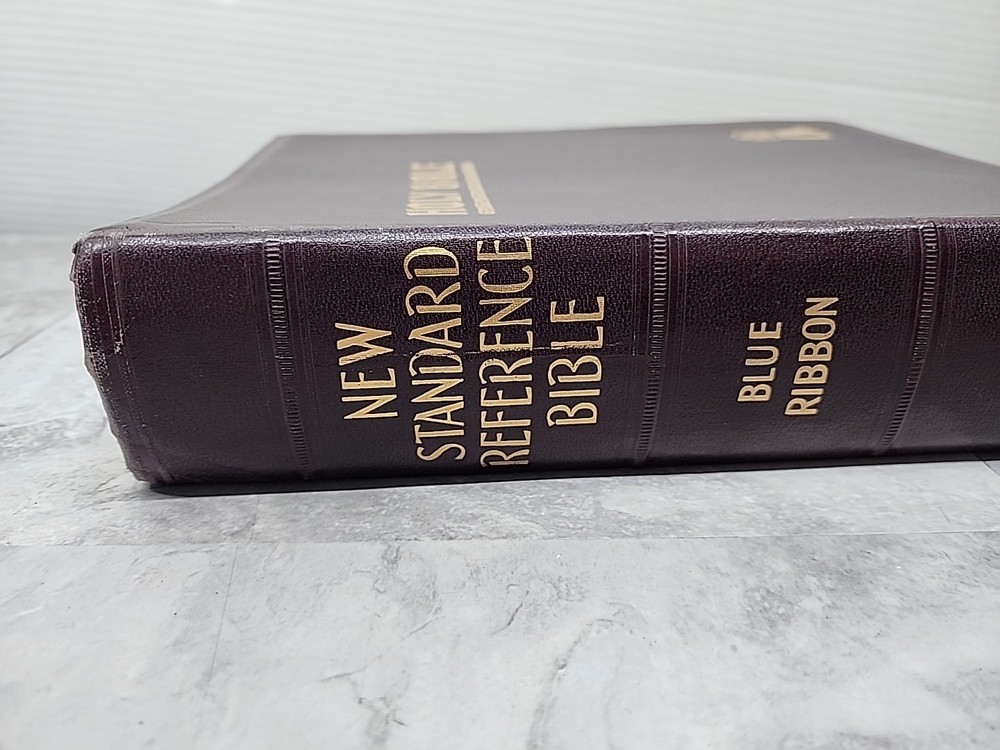 HOLY BIBLE
NEW
STANDARD
REFERENCE
BIBLE
BLUE
RIBBON